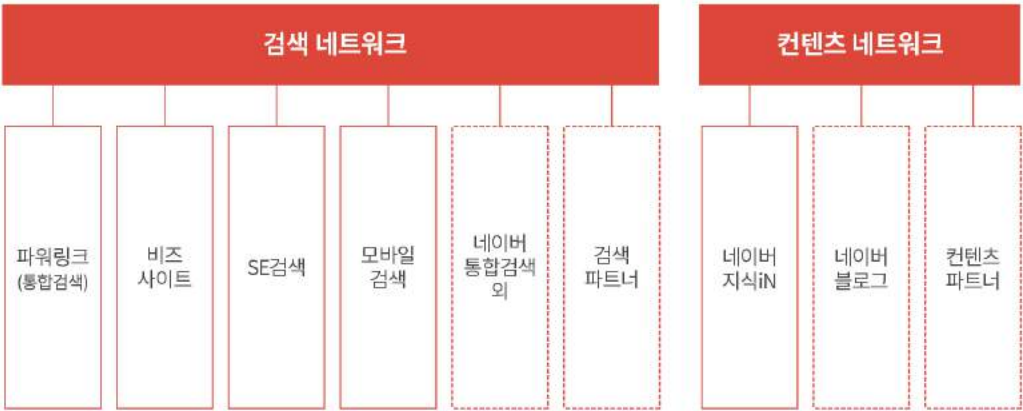 검색 네트워크
컨텐츠 네트워크
파워링크
(통합검색)
비즈
사이트
SE검색
모바일
검색
네이버
통합검색
외
검색
파트너
네이버
지식iN
네이버
블로그
컨텐츠
파트너